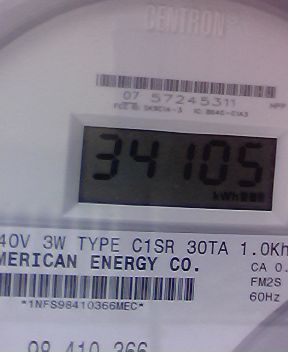 CENTRON®
07 57245311
34105
kWh
40V 3W TYPE C1SR 30TA 1.0Kh
MERICAN ENERGY CO.
CA 0.
FM2S
*1NFS98410366MEC*
60Hz
98 410 366